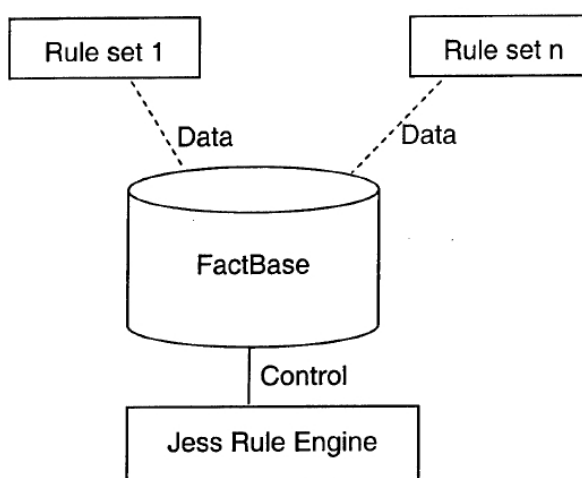 Rule set 1
Rule set n
Data
Data
FactBase
Control
Jess Rule Engine